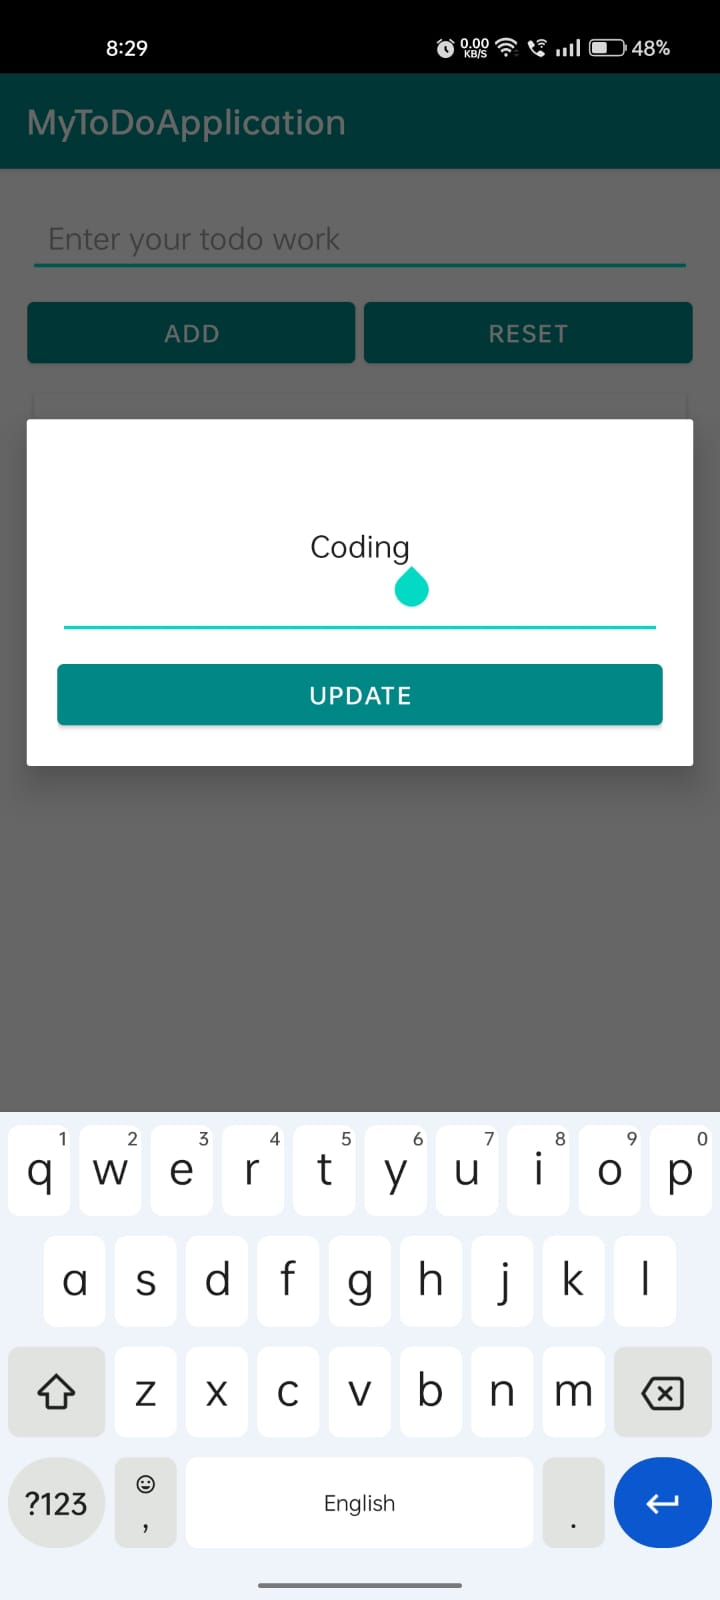 8:29 0.00 KB/S 48%
MyToDoApplication
Enter your todo work
ADD RESET
Coding
UPDATE
1 2 3 4 5 6 7 8 9 0
q w e r t y u i o p
a s d f g h j k l
z x c v b n m
?123 , English .